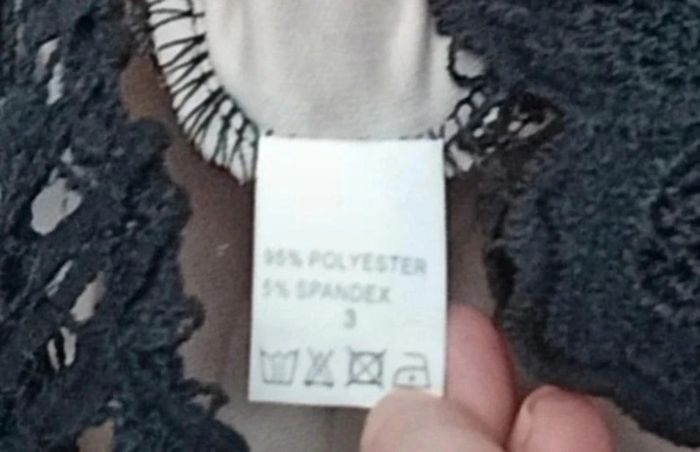 95% POLYESTER
5% SPANDEX
3